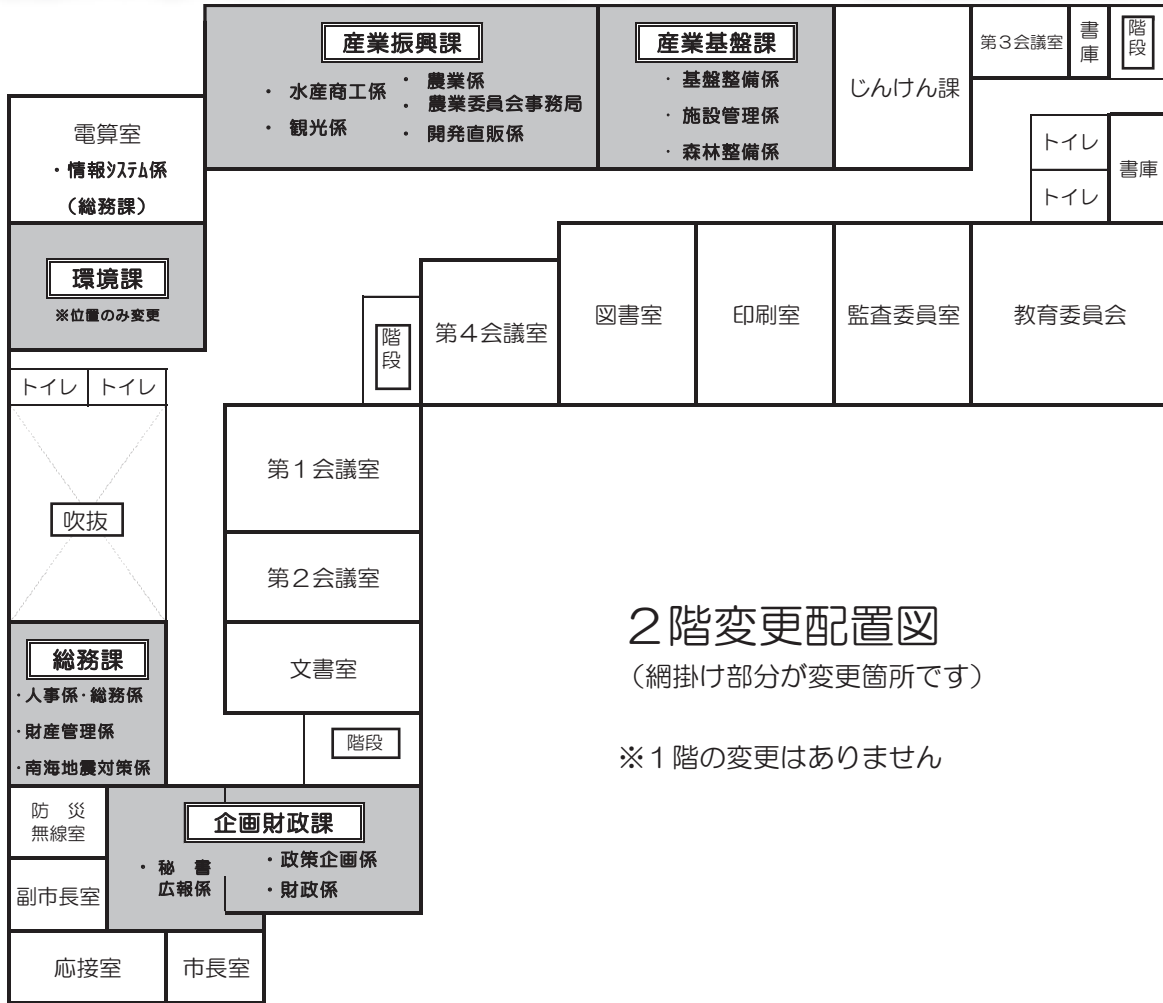 産業振興課
・ 水産商工係
・ 観光係
・ 農業係
・ 農業委員会事務局
・ 開発直販係
産業基盤課
・ 基盤整備係
・ 施設管理係
・ 森林整備係
じんけん課
第3会議室
書庫
階段
電算室
・情報ｼｽﾃﾑ係
（総務課）
トイレ
トイレ
書庫
環境課
※位置のみ変更
階段
第4会議室
図書室
印刷室
監査委員室
教育委員会
トイレ
トイレ
吹抜
第1会議室
第2会議室
文書室
階段
２階変更配置図
（網掛け部分が変更箇所です）
※１階の変更はありません
総務課
・人事係・総務係
・財産管理係
・南海地震対策係
防 災
無線室
企画財政課
・ 秘 書
広報係
・政策企画係
・財政係
副市長室
応接室
市長室